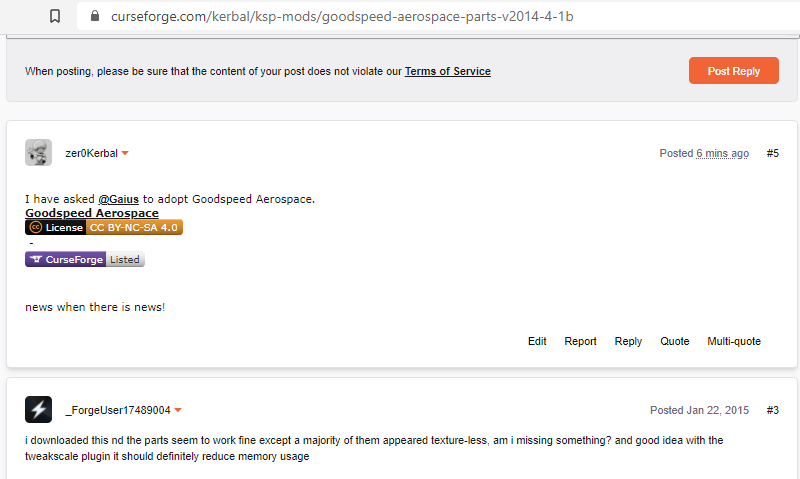 curseforge.com/kerbal/ksp-mods/goodspeed-aerospace-parts-v2014-4-1b
When posting, please be sure that the content of your post does not violate our Terms of Service
Post Reply
zer0Kerbal
Posted 6 mins ago #5
I have asked @Gaius to adopt Goodspeed Aerospace.
Goodspeed Aerospace
cc License CC BY-NC-SA 4.0
-
CurseForge Listed
news when there is news!
Edit Report Reply Quote Multi-quote
_ForgeUser17489004
Posted Jan 22, 2015 #3
i downloaded this nd the parts seem to work fine except a majority of them appeared texture-less, am i missing something? and good idea with the
tweakscale plugin it should definitely reduce memory usage